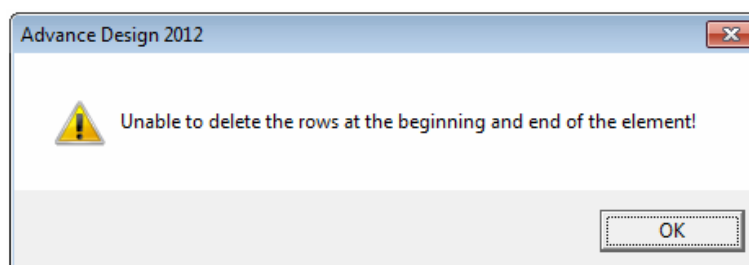 Advance Design 2012
Unable to delete the rows at the beginning and end of the element!
OK